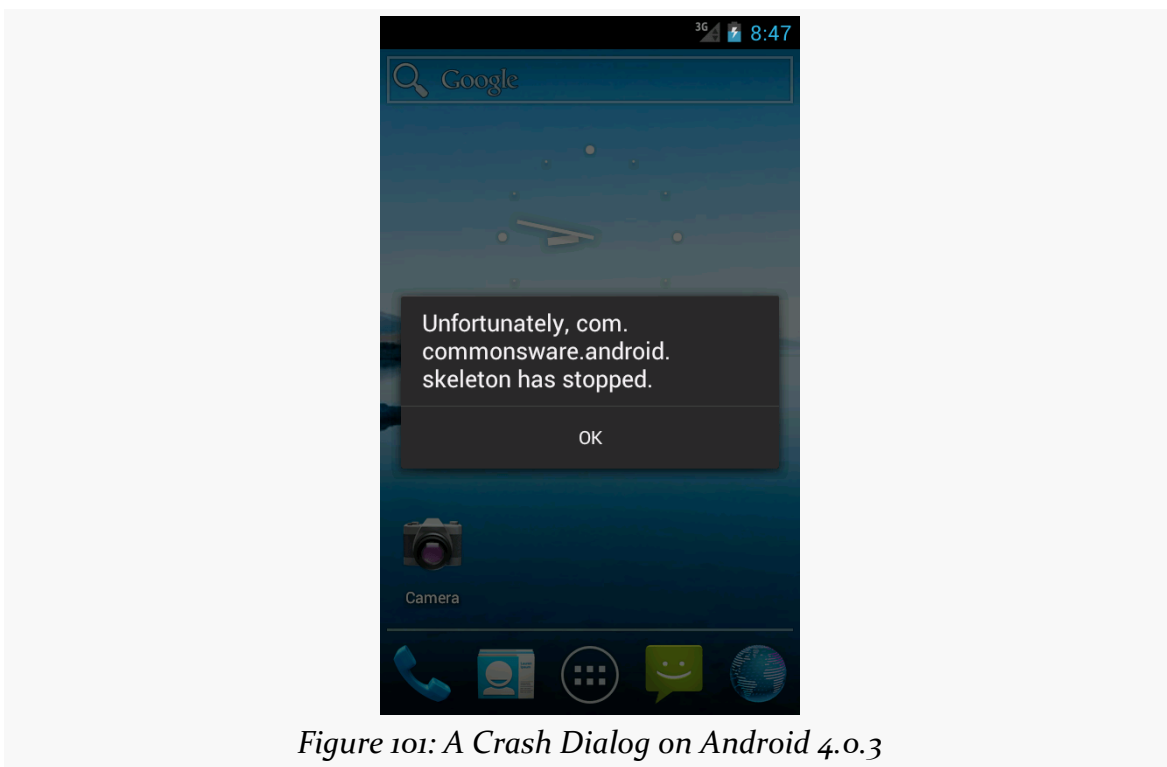 3G 8:47
Google
Unfortunately, com.
commonsware.android.
skeleton has stopped.
OK
Camera
Figure 101: A Crash Dialog on Android 4.0.3